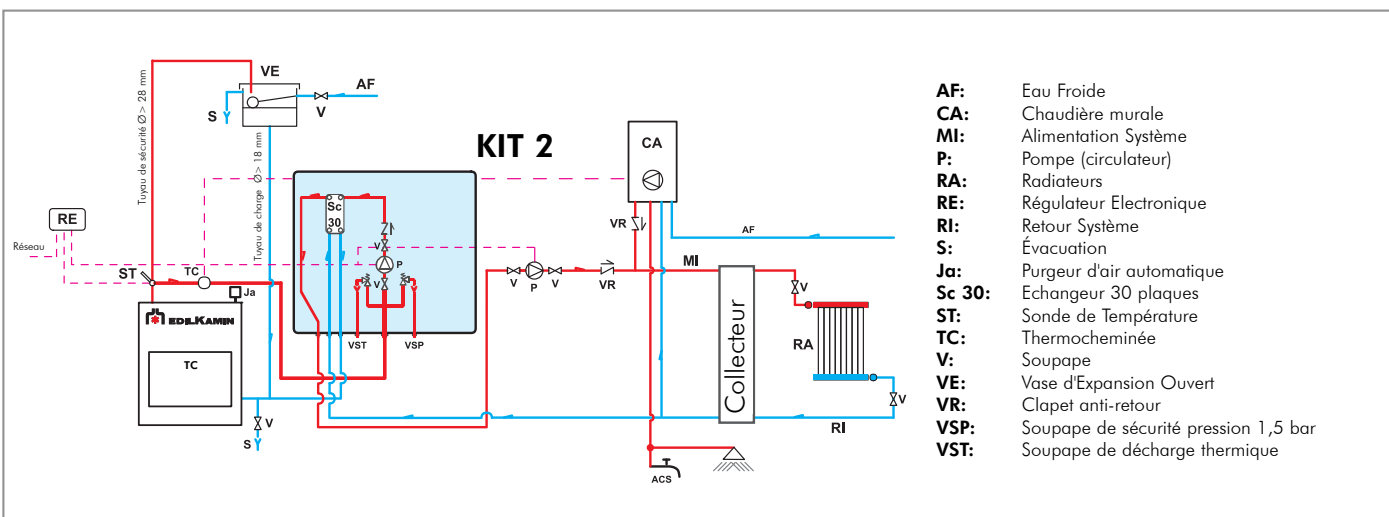 VE
AF
V
S
Tuyau de sécurité Ø > 28 mm
Tuyau de charge Ø > 18 mm
KIT 2
CA
VR
AF
RE
Réseau
ST
TC
Ja
EDILKAMIN
TC
Sc
30
V
P
V
VST
VSP
V
P
V
VR
MI
Collecteur
V
RA
V
RI
V
S
ACS
AF: Eau Froide
CA: Chaudière murale
MI: Alimentation Système
P: Pompe (circulateur)
RA: Radiateurs
RE: Régulateur Electronique
RI: Retour Système
S: Évacuation
Ja: Purgeur d'air automatique
Sc 30: Echangeur 30 plaques
ST: Sonde de Température
TC: Thermocheminée
V: Soupape
VE: Vase d'Expansion Ouvert
VR: Clapet anti-retour
VSP: Soupape de sécurité pression 1,5 bar
VST: Soupape de décharge thermique